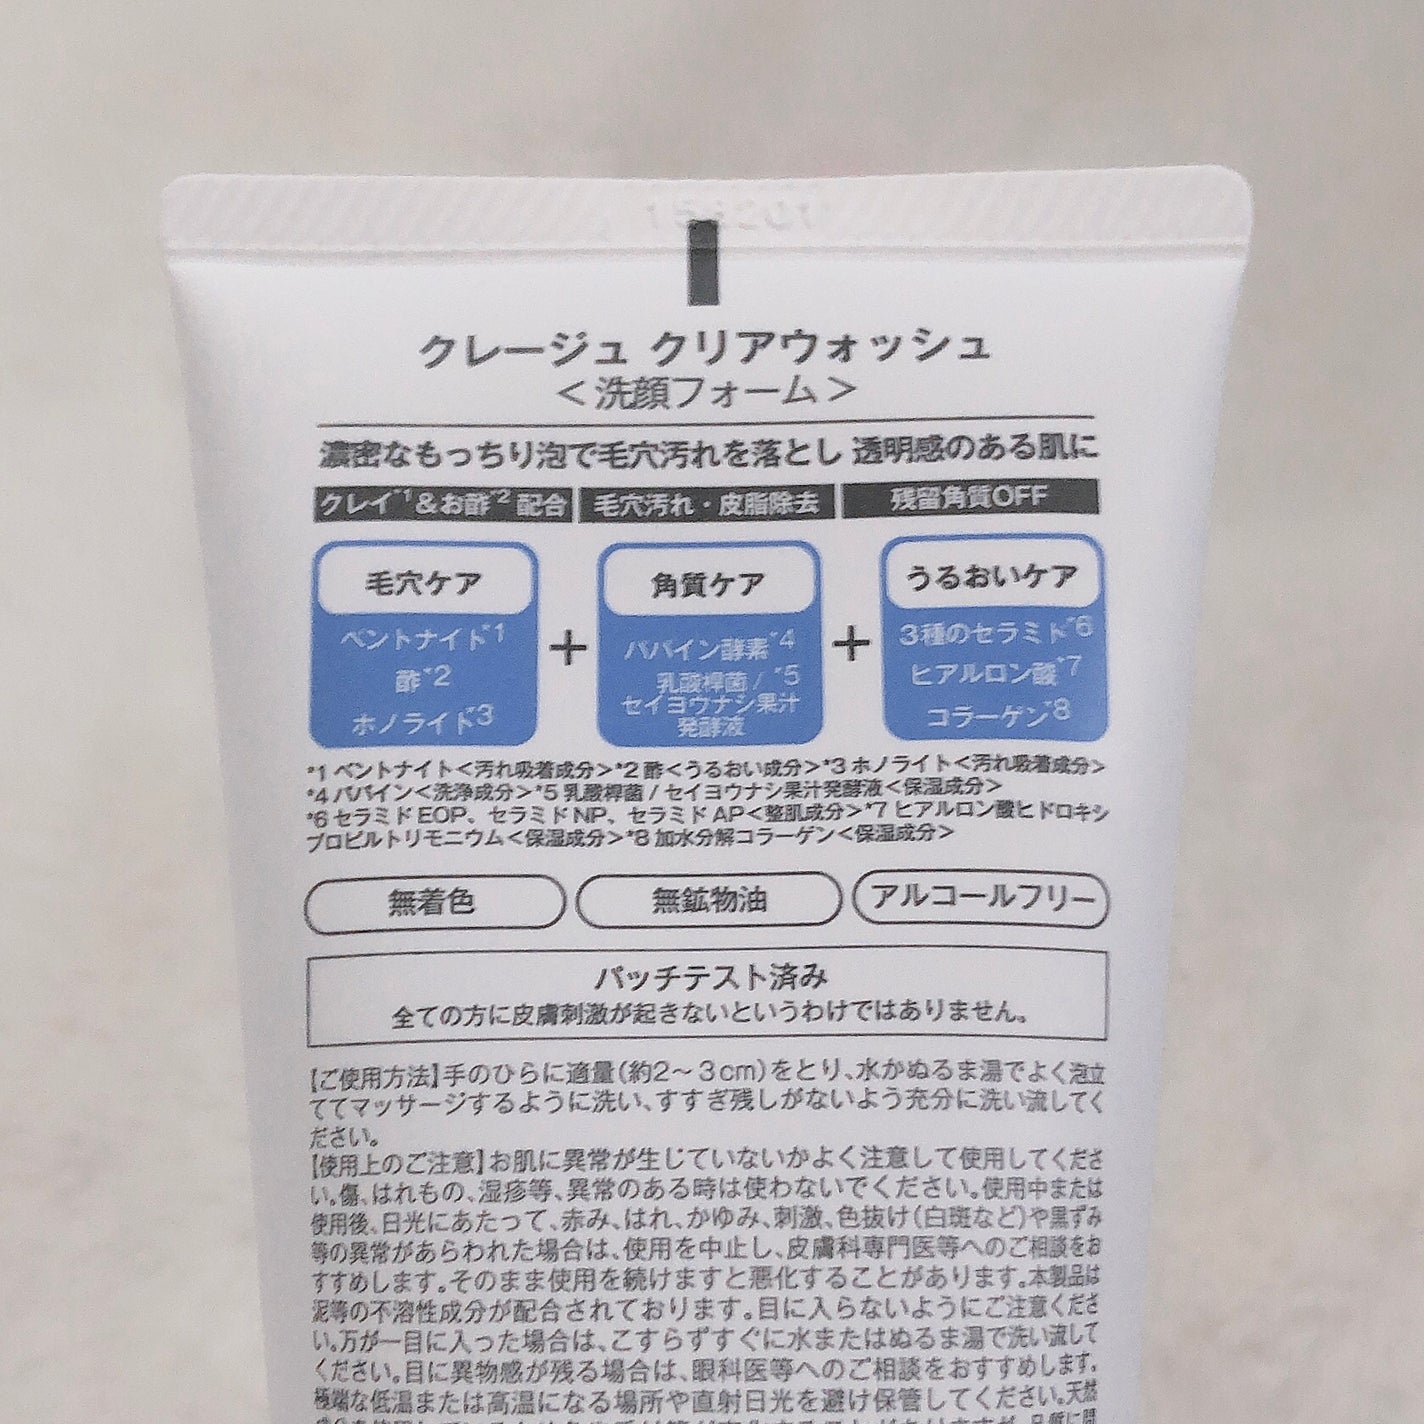 クレージュ クリアウォッシュ
＜洗顔フォーム＞
濃密なもっちり泡で毛穴汚れを落とし 透明感のある肌に
クレイ*1＆お酢*2 配合 毛穴汚れ・皮脂除去 残留角質OFF
毛穴ケア
ベントナイト*1
酢*2
ホノライト*3
+
角質ケア
パパイン酵素*4
乳酸桿菌 / *5
セイヨウナシ果汁
発酵液
+
うるおいケア
3種のセラミド*6
ヒアルロン酸*7
コラーゲン*8
*1 ベントナイト＜汚れ吸着成分＞*2 酢＜うるおい成分＞*3 ホノライト＜汚れ吸着成分＞
*4 パパイン＜洗浄成分＞*5 乳酸桿菌 / セイヨウナシ果汁発酵液＜保湿成分＞
*6 セラミドEOP、セラミドNP、セラミドAP＜整肌成分＞*7 ヒアルロン酸ヒドロキシ
プロピルトリモニウム＜保湿成分＞*8 加水分解コラーゲン＜保湿成分＞
無着色 無鉱物油 アルコールフリー
パッチテスト済み
全ての方に皮膚刺激が起きないというわけではありません。
【ご使用方法】手のひらに適量(約2～3cm)をとり、水かぬるま湯でよく泡立
ててマッサージするように洗い、すすぎ残しがないよう充分に洗い流してく
ださい。
【使用上のご注意】お肌に異常が生じていないかよく注意して使用してくださ
い。傷、はれもの、湿疹等、異常のある時は使わないでください。使用中または
使用後、日光にあたって、赤み、はれ、かゆみ、刺激、色抜け(白斑など)や黒ずみ
等の異常があらわれた場合は、使用を中止し、皮膚科専門医等へのご相談をお
すすめします。そのまま使用を続けますと悪化することがあります。本製品は
泥等の不溶性成分が配合されております。目に入らないようにご注意くださ
い。万が一目に入った場合は、こすらずすぐに水またはぬるま湯で洗い流して
ください。目に異物感が残る場合は、眼科医等へのご相談をおすすめします。
極端な低温または高温になる場所や直射日光を避け保管してください。天然